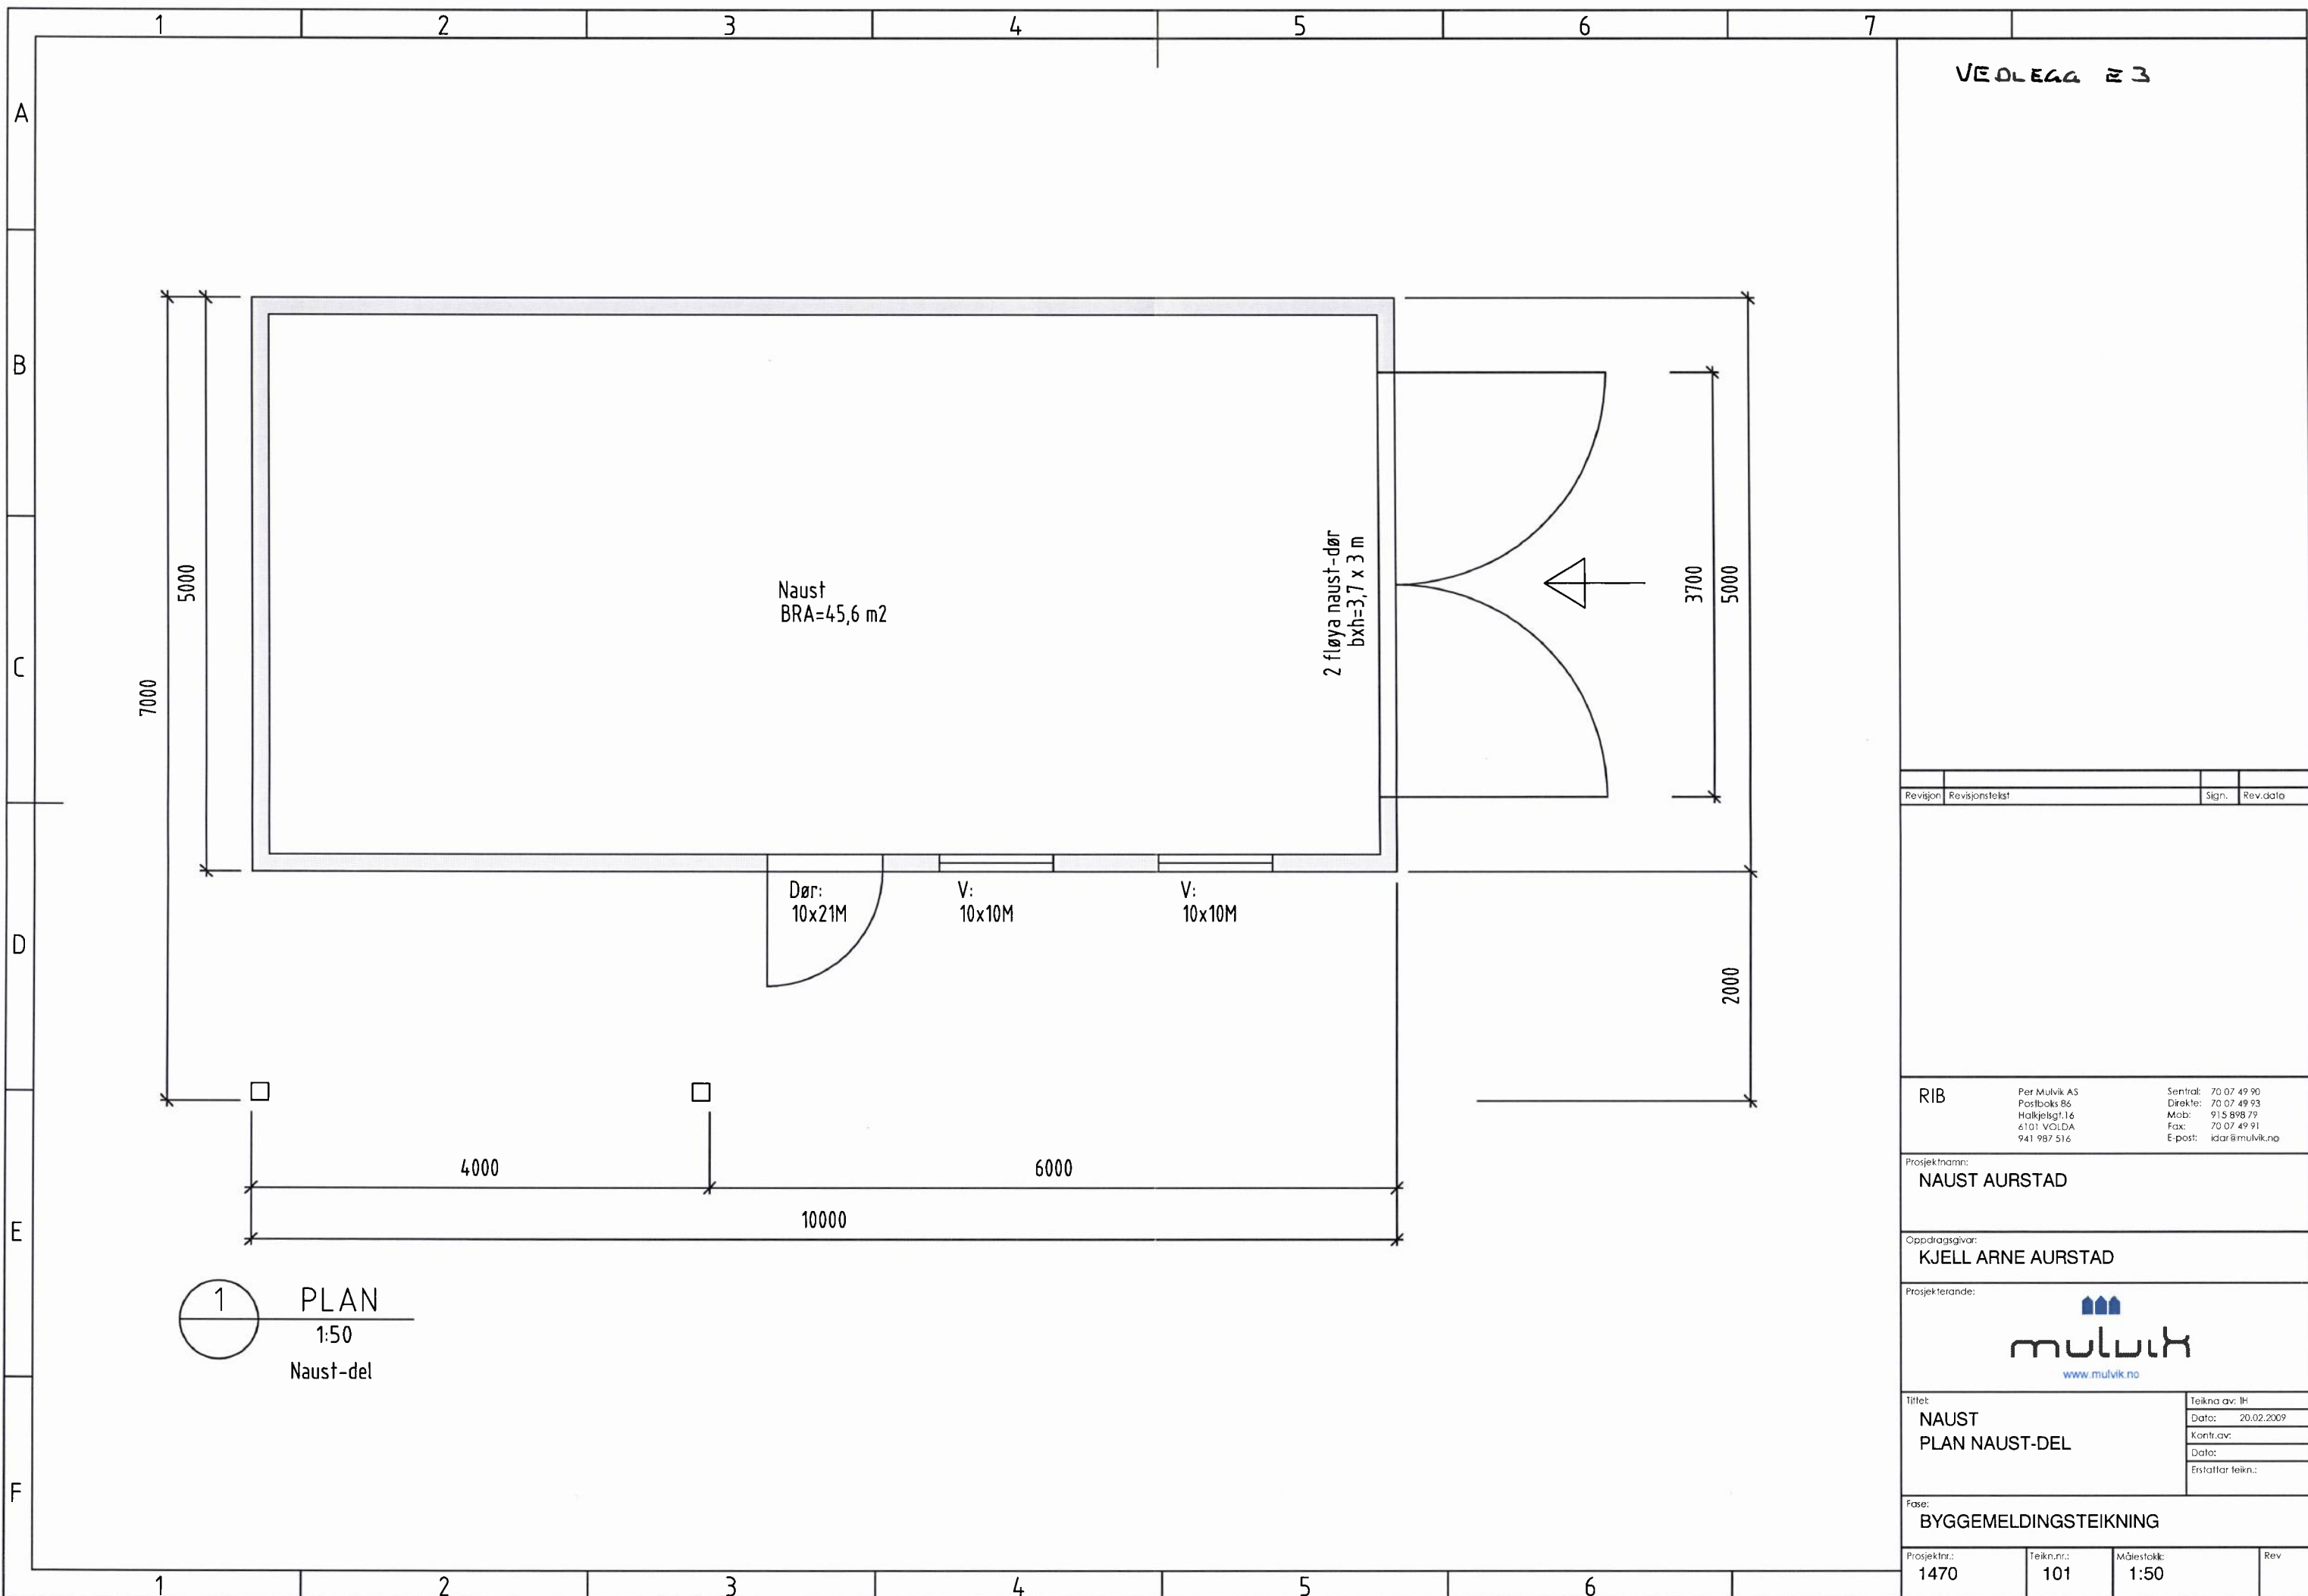 1 2 3 4 5 6 7
A
B
C
D
E
F
VEDLEGG E3
5000
7000
Naust
BRA=45,6 m2
2 fløya naust-dør
bxh=3,7 x 3 m
3700
5000
2000
Dør:
10x21M
V:
10x10M
V:
10x10M
4000
6000
10000
1 PLAN
1:50
Naust-del
Revisjon Revisjonstekst Sign. Rev.dato
RIB
Per Mulvik AS
Postboks 86
Halkjelsgt.16
6101 VOLDA
941 987 516
Sentral: 70 07 49 90
Direkte: 70 07 49 93
Mob: 915 898 79
Fax: 70 07 49 91
E-post: idar@mulvik.no
Prosjektnamn:
NAUST AURSTAD
Oppdragsgivar:
KJELL ARNE AURSTAD
Prosjekterande:
mulvik
www.mulvik.no
Tittel:
NAUST
PLAN NAUST-DEL
Teikna av: IH
Dato: 20.02.2009
Kontr.av:
Dato:
Erstattar teikn.:
Fase:
BYGGEMELDINGSTEIKNING
Prosjektnr.:
1470
Teikn.nr.:
101
Målestokk:
1:50
Rev
1 2 3 4 5 6